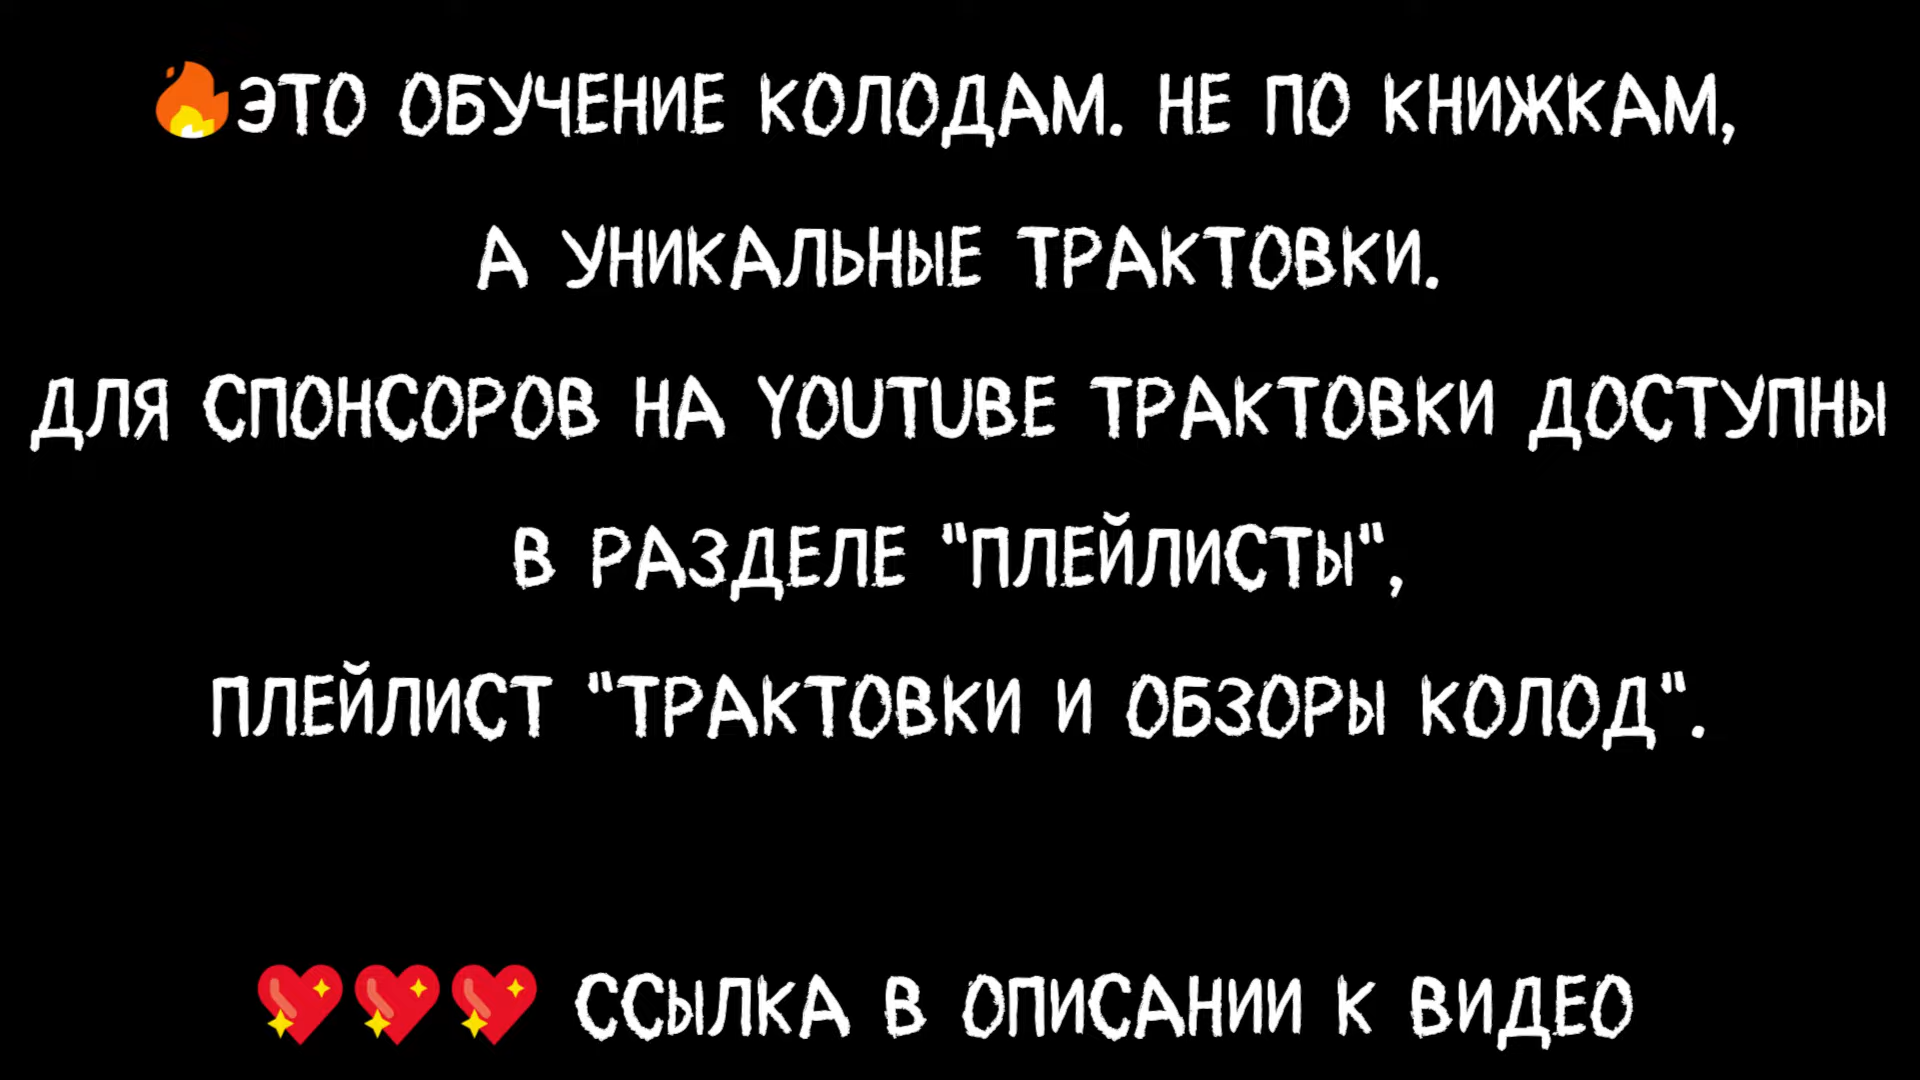 🔥ЭТО ОБУЧЕНИЕ КОЛОДАМ. НЕ ПО КНИЖКАМ,
А УНИКАЛЬНЫЕ ТРАКТОВКИ.
ДЛЯ СПОНСОРОВ НА YOUTUBE ТРАКТОВКИ ДОСТУПНЫ
В РАЗДЕЛЕ "ПЛЕЙЛИСТЫ",
ПЛЕЙЛИСТ "ТРАКТОВКИ И ОБЗОРЫ КОЛОД".
💖💖💖 ССЫЛКА В ОПИСАНИИ К ВИДЕО